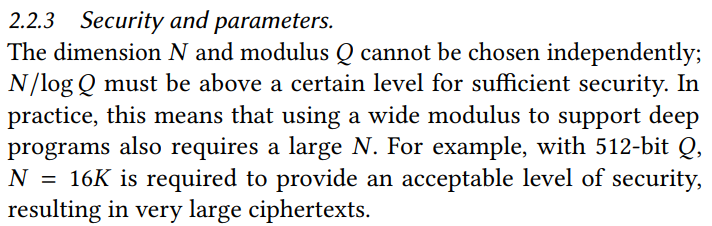 2.2.3 Security and parameters.
The dimension N and modulus Q cannot be chosen independently;
N/log Q must be above a certain level for sufficient security. In
practice, this means that using a wide modulus to support deep
programs also requires a large N. For example, with 512-bit Q,
N = 16K is required to provide an acceptable level of security,
resulting in very large ciphertexts.